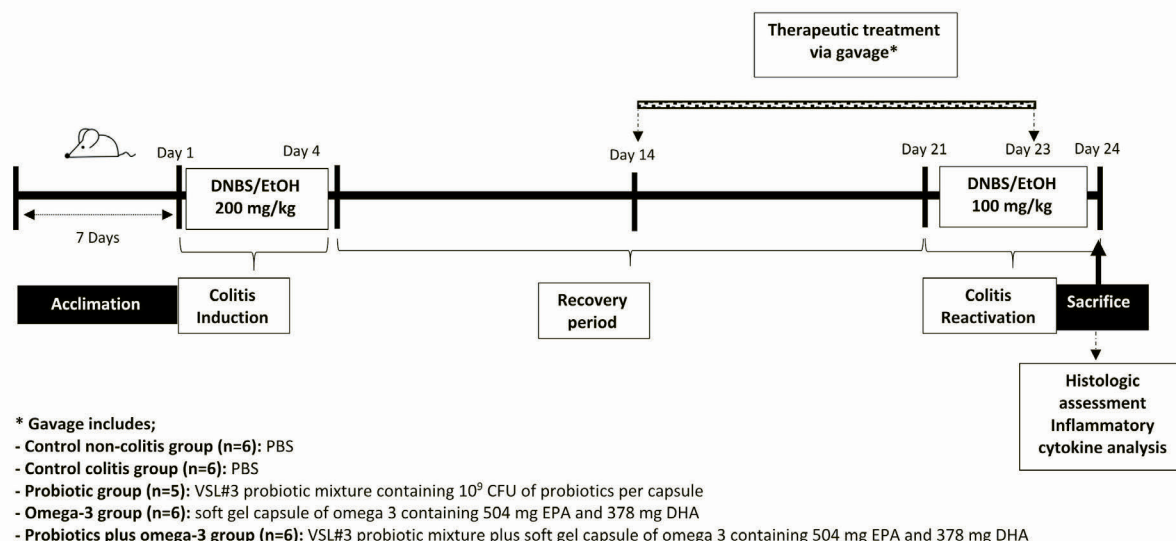 Therapeutic treatment
via gavage*
Day 1
Day 4
Day 14
Day 21
Day 23
Day 24
DNBS/EtOH
200 mg/kg
DNBS/EtOH
100 mg/kg
7 Days
Acclimation
Colitis
Induction
Recovery
period
Colitis
Reactivation
Sacrifice
Histologic
assessment
Inflammatory
cytokine analysis
* Gavage includes;
- Control non-colitis group (n=6): PBS
- Control colitis group (n=6): PBS
- Probiotic group (n=5): VSL#3 probiotic mixture containing 10⁹ CFU of probiotics per capsule
- Omega-3 group (n=6): soft gel capsule of omega 3 containing 504 mg EPA and 378 mg DHA
- Probiotics plus omega-3 group (n=6): VSL#3 probiotic mixture plus soft gel capsule of omega 3 containing 504 mg EPA and 378 mg DHA